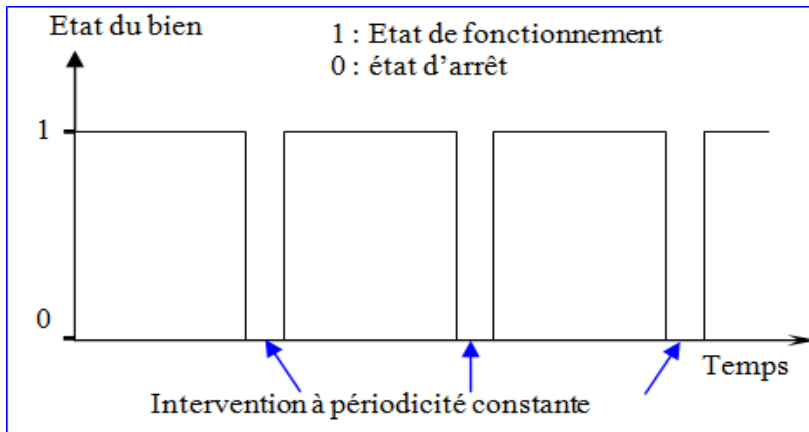 Etat du bien
1 : Etat de fonctionnement
0 : état d’arrêt
1
0
Temps
Intervention à périodicité constante